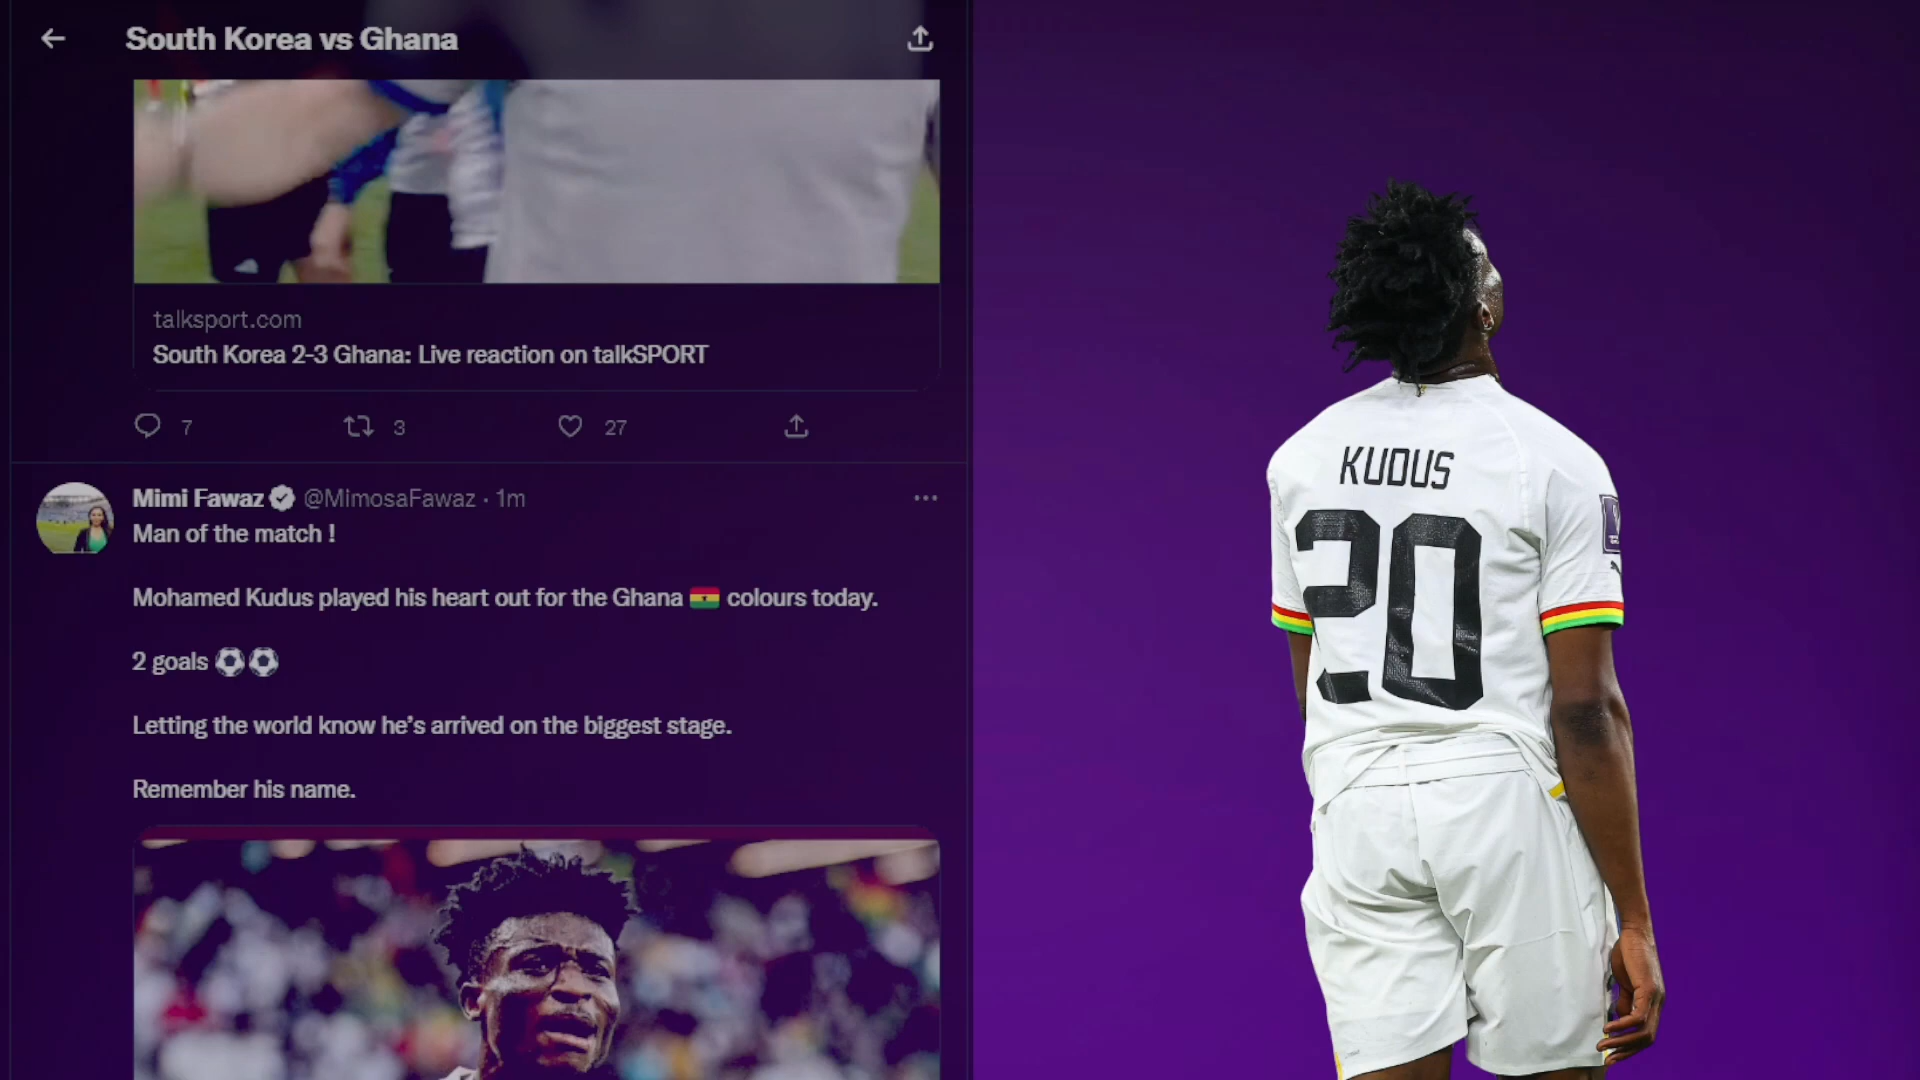 South Korea vs Ghana
talksport.com
South Korea 2-3 Ghana: Live reaction on talkSPORT
7 3 27
Mimi Fawaz @MimosaFawaz · 1m
Man of the match !
Mohamed Kudus played his heart out for the Ghana 🇬🇭 colours today.
2 goals ⚽⚽
Letting the world know he's arrived on the biggest stage.
Remember his name.
KUDUS
20